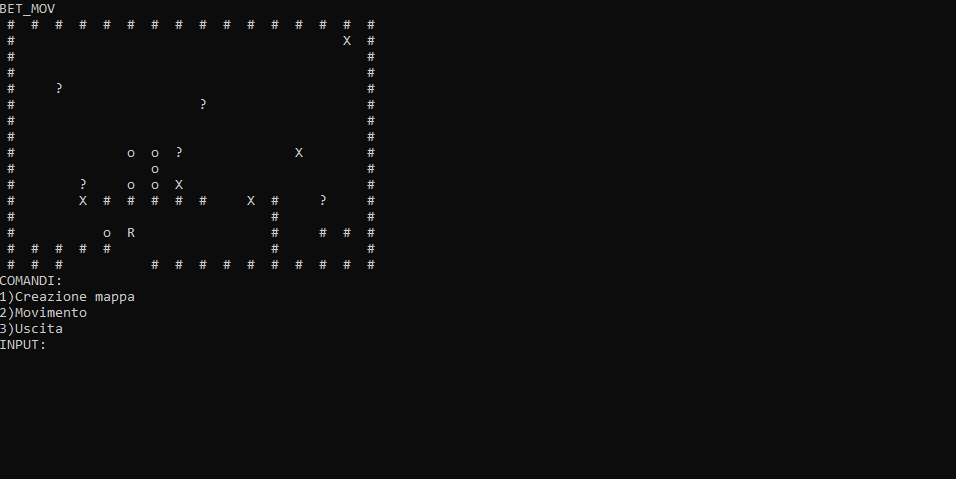 BET_MOV
 #  #  #  #  #  #  #  #  #  #  #  #  #  #  #  #
 #                                         X  #
 #                                            #
 #                                            #
 #     ?                                      #
 #                       ?                    #
 #                                            #
 #                                            #
 #              o  o  ?              X        #
 #                 o                          #
 #        ?     o  o  X                       #
 #        X  #  #  #  #  #     X  #     ?     #
 #                                #           #
 #           o  R                 #     #  #  #
 #  #  #  #  #                    #           #
 #  #  #           #  #  #  #  #  #  #  #  #  #
COMANDI:
1)Creazione mappa
2)Movimento
3)Uscita
INPUT: